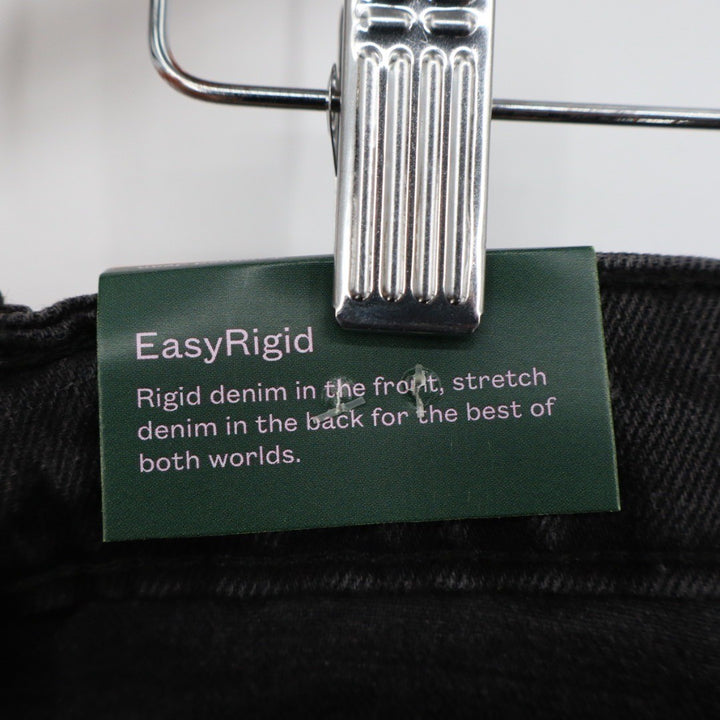 EasyRigid
Rigid denim in the front, stretch
denim in the back for the best of
both worlds.